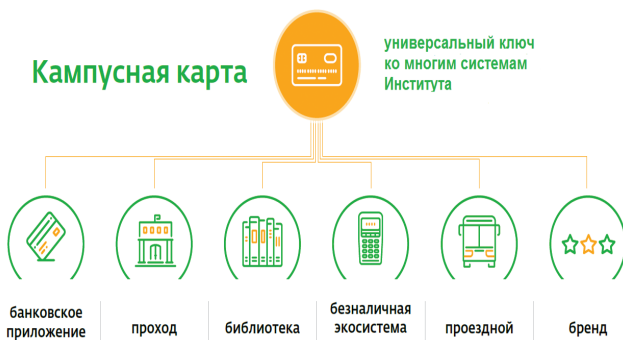 Кампусная карта
универсальный ключ
ко многим системам
Института
банковское
приложение
проход
библиотека
безналичная
экосистема
проездной
бренд